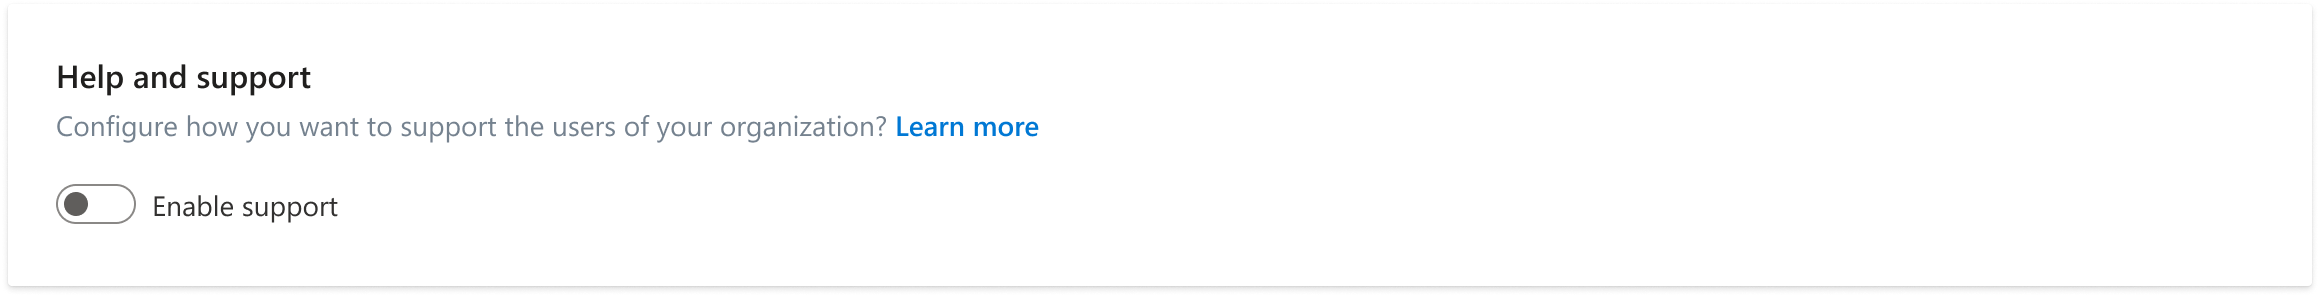 Help and support
Configure how you want to support the users of your organization? Learn more
Enable support